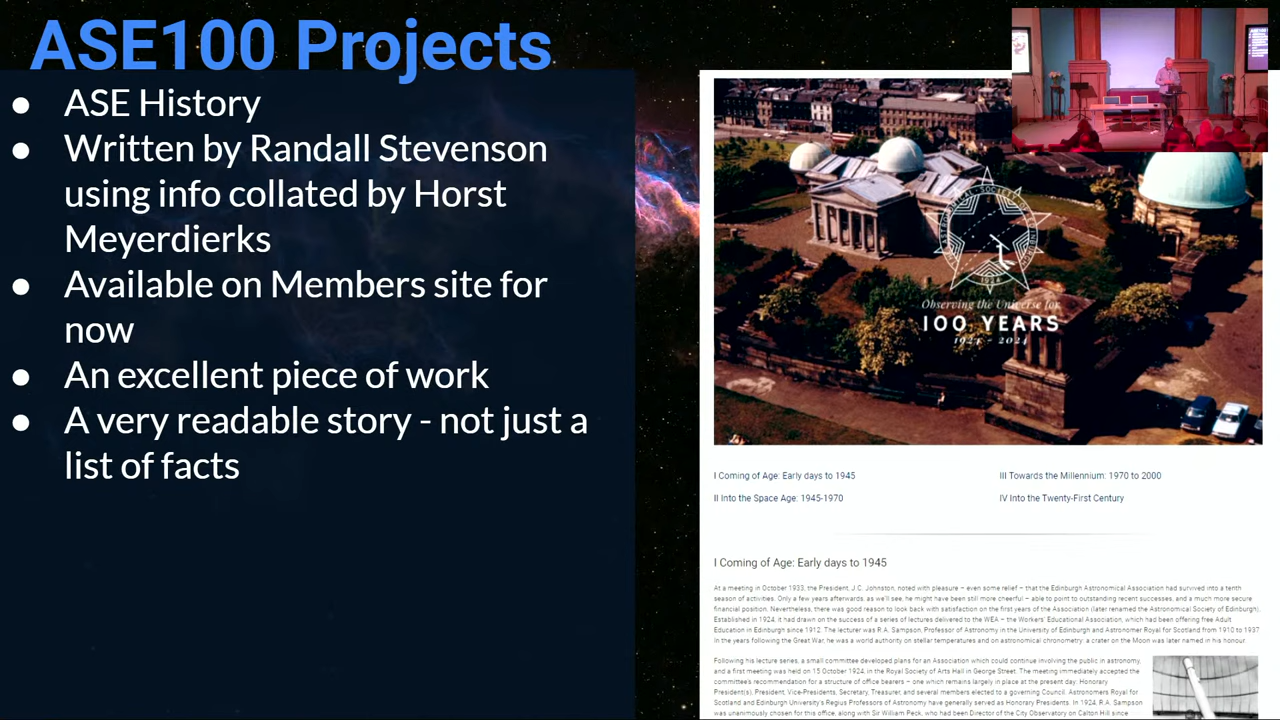 ASE100 Projects
● ASE History
● Written by Randall Stevenson
using info collated by Horst
Meyerdierks
● Available on Members site for
now
● An excellent piece of work
● A very readable story - not just a
list of facts
ASTRONOMICAL SOCIETY OF EDINBURGH
1924
Observing the Universe for
100 YEARS
1924 - 2024
I Coming of Age: Early days to 1945
III Towards the Millennium: 1970 to 2000
II Into the Space Age: 1945-1970
IV Into the Twenty-First Century
I Coming of Age: Early days to 1945
At a meeting in October 1933, the President, J.C. Johnston, noted with pleasure – even some relief – that the Edinburgh Astronomical Association had survived into a tenth
season of activities. Only a few years afterwards, as we'll see, he might have been still more cheerful – able to point to outstanding recent successes, and a much more secure
financial position. Nevertheless, there was good reason to look back with satisfaction on the first years of the Association (later renamed the Astronomical Society of Edinburgh).
Established in 1924, it had drawn on the success of a series of lectures delivered to the WEA – the Workers' Educational Association, which had been offering free Adult
Education in Edinburgh since 1912. The lecturer was R.A. Sampson, Professor of Astronomy in the University of Edinburgh and Astronomer Royal for Scotland from 1910 to 1937
In the years following the Great War, he was a world authority on stellar temperatures and on astronomical chronometry: a crater on the Moon was later named in his honour.
Following his lecture series, a small committee developed plans for an Association which could continue involving the public in astronomy,
and a first meeting was held on 15 October 1924, in the Royal Society of Arts Hall in George Street. The meeting immediately accepted the
committee's recommendation for a structure of office bearers – one which remains largely in place at the present day: Honorary
President(s), President, Vice-Presidents, Secretary, Treasurer, and several members elected to a governing Council. Astronomers Royal for
Scotland and Edinburgh University's Regius Professors of Astronomy have generally served as Honorary Presidents. In 1924, R.A. Sampson
was unanimously chosen for this office, along with Sir William Peck, who had been Director of the City Observatory on Calton Hill since